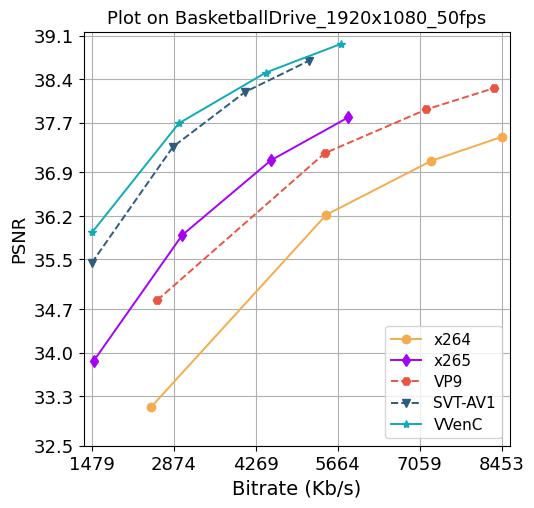 Plot on BasketballDrive_1920x1080_50fps
39.1
38.4
37.7
36.9
36.2
35.5
34.7
34.0
33.3
32.5
PSNR
x264
x265
VP9
SVT-AV1
VVenC
1479 2874 4269 5664 7059 8453
Bitrate (Kb/s)